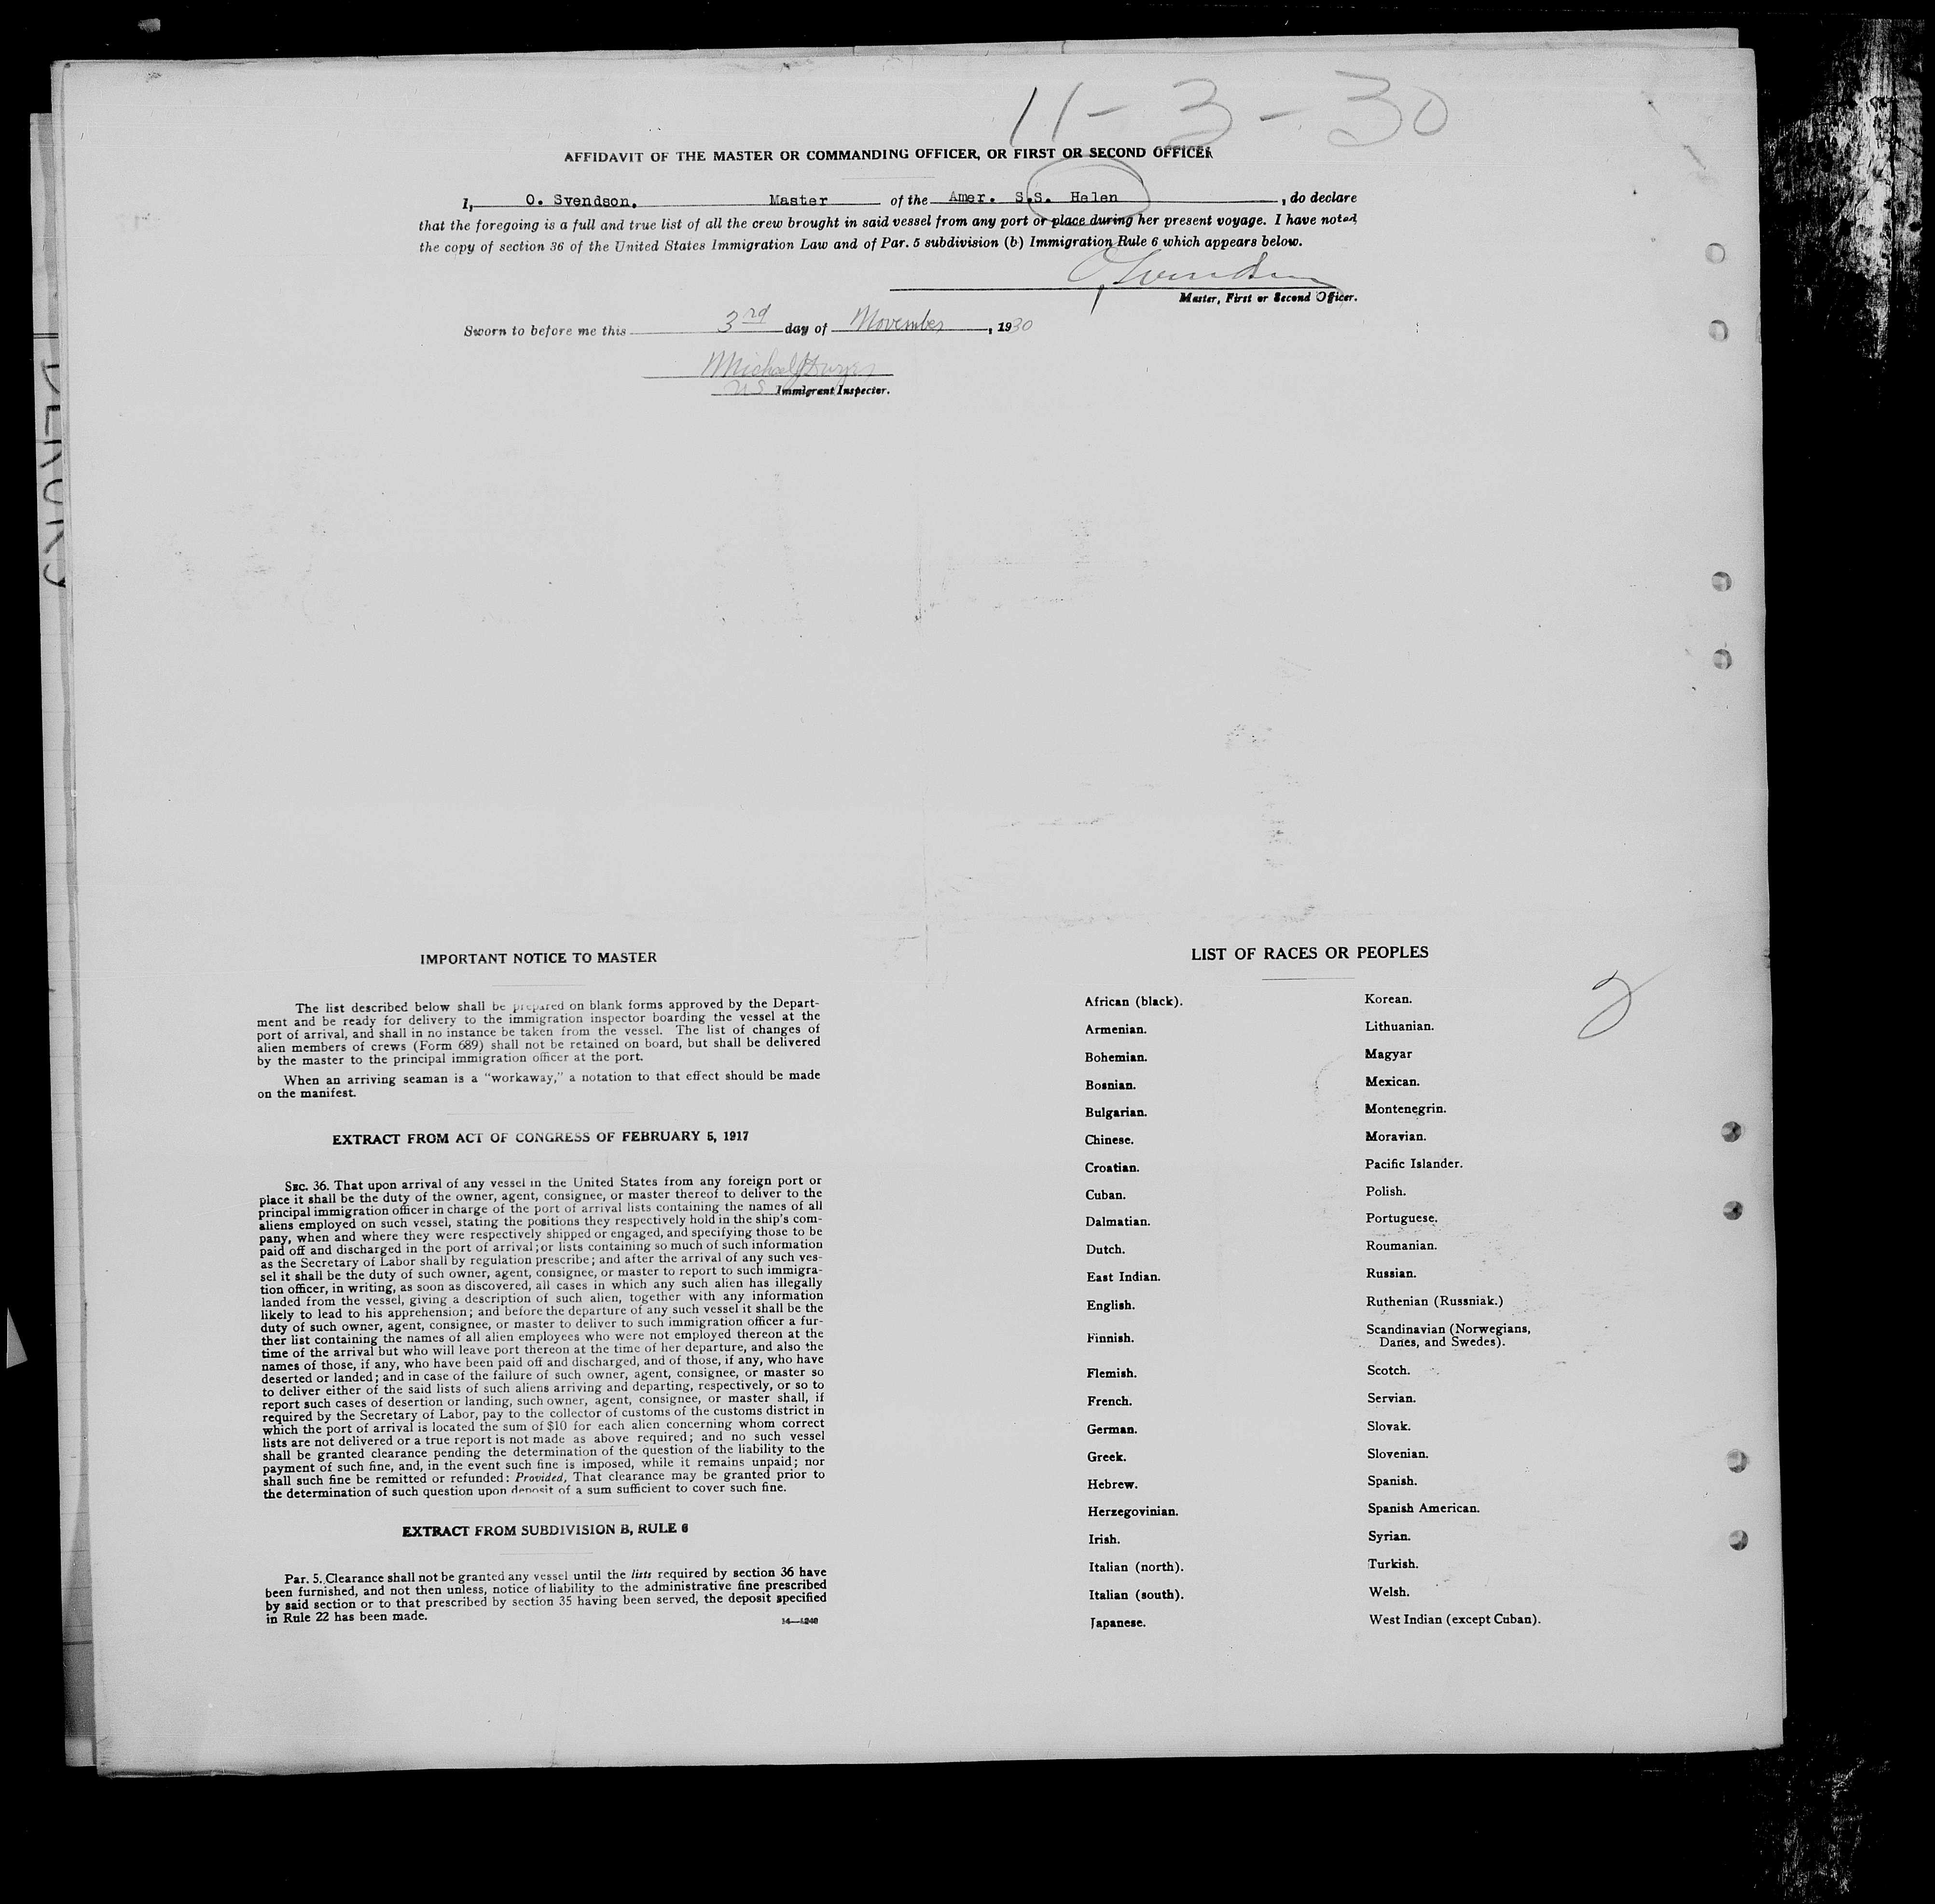 11-3-30
AFFIDAVIT OF THE MASTER OR COMMANDING OFFICER, OR FIRST OR SECOND OFFICER
I, O. Svendson, Master of the Amer. S.S. Helen, do declare
that the foregoing is a full and true list of all the crew brought in said vessel from any port or place during her present voyage. I have noted
the copy of section 36 of the United States Immigration Law and of Par. 5 subdivision (b) Immigration Rule 6 which appears below.
O Svendson
Master, First or Second Officer.
Sworn to before me this 3rd day of November, 1930
Michael
US Immigrant Inspector.
IMPORTANT NOTICE TO MASTER
The list described below shall be prepared on blank forms approved by the Depart-
ment and be ready for delivery to the immigration inspector boarding the vessel at the
port of arrival, and shall in no instance be taken from the vessel. The list of changes of
alien members of crews (Form 689) shall not be retained on board, but shall be delivered
by the master to the principal immigration officer at the port.
When an arriving seaman is a "workaway," a notation to that effect should be made
on the manifest.
EXTRACT FROM ACT OF CONGRESS OF FEBRUARY 5, 1917
SEC. 36. That upon arrival of any vessel in the United States from any foreign port or
place it shall be the duty of the owner, agent, consignee, or master thereof to deliver to the
principal immigration officer in charge of the port of arrival lists containing the names of all
aliens employed on such vessel, stating the positions they respectively hold in the ship's com-
pany, when and where they were respectively shipped or engaged, and specifying those to be
paid off and discharged in the port of arrival; or lists containing so much of such information
as the Secretary of Labor shall by regulation prescribe; and after the arrival of any such ves-
sel it shall be the duty of such owner, agent, consignee, or master to report to such immigra-
tion officer, in writing, as soon as discovered, all cases in which any such alien has illegally
landed from the vessel, giving a description of such alien, together with any information
likely to lead to his apprehension; and before the departure of any such vessel it shall be the
duty of such owner, agent, consignee, or master to deliver to such immigration officer a fur-
ther list containing the names of all alien employees who were not employed thereon at the
time of the arrival but who will leave port thereon at the time of her departure, and also the
names of those, if any, who have been paid off and discharged, and of those, if any, who have
deserted or landed; and in case of the failure of such owner, agent, consignee, or master so
to deliver either of the said lists of such aliens arriving and departing, respectively, or so to
report such cases of desertion or landing, such owner, agent, consignee, or master shall, if
required by the Secretary of Labor, pay to the collector of customs of the customs district in
which the port of arrival is located the sum of $10 for each alien concerning whom correct
lists are not delivered or a true report is not made as above required; and no such vessel
shall be granted clearance pending the determination of the question of the liability to the
payment of such fine, and, in the event such fine is imposed, while it remains unpaid; nor
shall such fine be remitted or refunded: Provided, That clearance may be granted prior to
the determination of such question upon deposit of a sum sufficient to cover such fine.
EXTRACT FROM SUBDIVISION B, RULE 6
Par. 5. Clearance shall not be granted any vessel until the lists required by section 36 have
been furnished, and not then unless, notice of liability to the administrative fine prescribed
by said section or to that prescribed by section 35 having been served, the deposit specified
in Rule 22 has been made.
14—1240
LIST OF RACES OR PEOPLES
African (black).
Armenian.
Bohemian.
Bosnian.
Bulgarian.
Chinese.
Croatian.
Cuban.
Dalmatian.
Dutch.
East Indian.
English.
Finnish.
Flemish.
French.
German.
Greek.
Hebrew.
Herzegovinian.
Irish.
Italian (north).
Italian (south).
Japanese.
Korean.
Lithuanian.
Magyar
Mexican.
Montenegrin.
Moravian.
Pacific Islander.
Polish.
Portuguese.
Roumanian.
Russian.
Ruthenian (Russniak.)
Scandinavian (Norwegians,
Danes, and Swedes).
Scotch.
Servian.
Slovak.
Slovenian.
Spanish.
Spanish American.
Syrian.
Turkish.
Welsh.
West Indian (except Cuban).
2